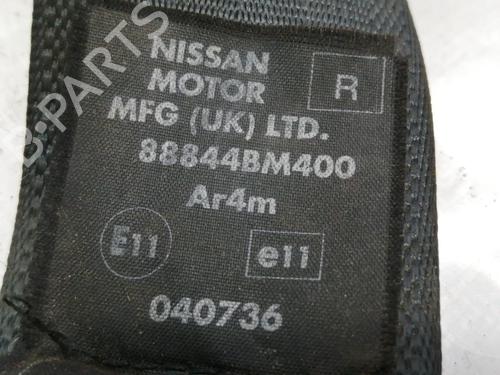 B-PARTS
NISSAN
MOTOR R
MFG (UK) LTD.
88844BM400
Ar4m
E11 e11
040736